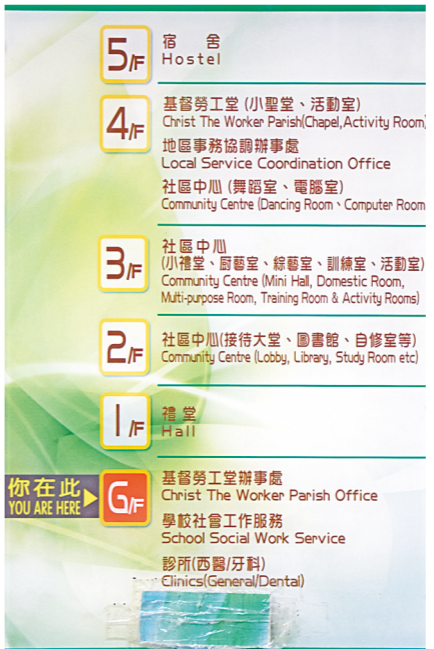 5/F
宿 舍
Hostel
4/F
基督勞工堂 (小聖堂、活動室)
Christ The Worker Parish(Chapel,Activity Room)
地區事務協調辦事處
Local Service Coordination Office
社區中心 (舞蹈室、電腦室)
Community Centre (Dancing Room、Computer Room
3/F
社區中心
(小禮堂、厨藝室、綜藝室、訓練室、活動室)
Community Centre (Mini Hall, Domestic Room,
Multi-purpose Room, Training Room & Activity Rooms)
2/F
社區中心(接待大堂、圖書館、自修室等)
Community Centre (Lobby, Library, Study Room etc)
1/F
禮堂
Hall
你在此
YOU ARE HERE
G/F
基督勞工堂辦事處
Christ The Worker Parish Office
學校社會工作服務
School Social Work Service
診所(西醫/牙科)
Clinics(General/Dental)